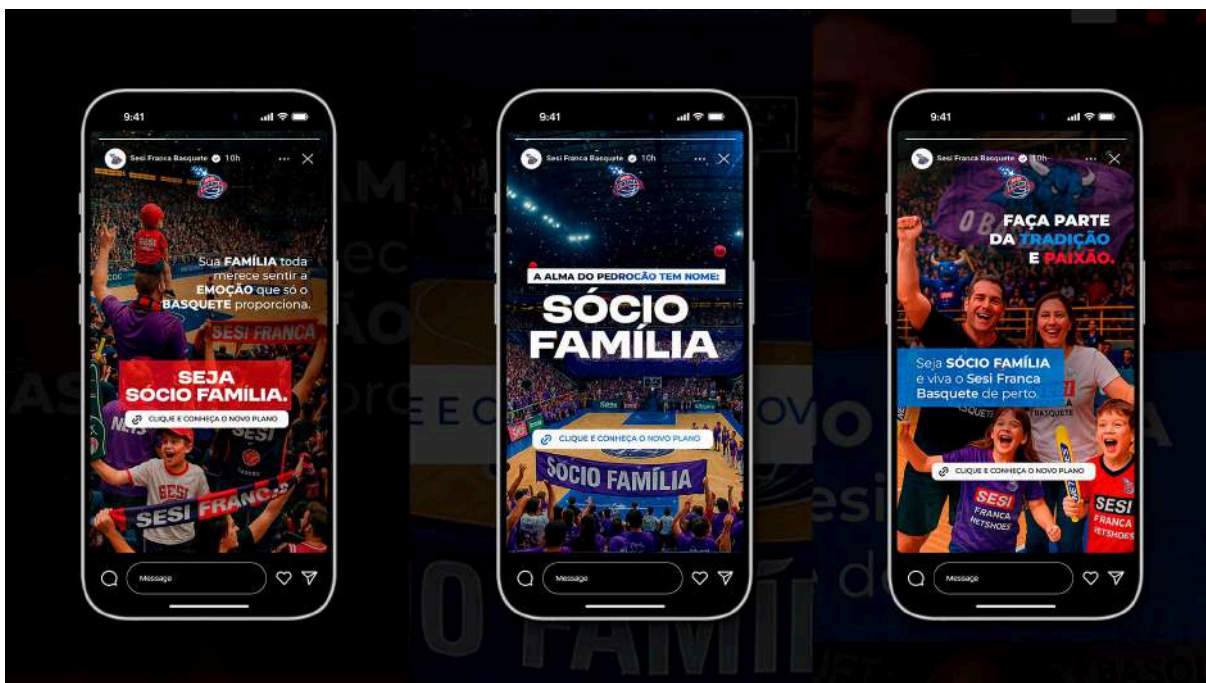 9:41
Sesi Franca Basquete 10h
Sua FAMÍLIA toda
merece sentir a
EMOÇÃO que só o
BASQUETE proporciona.
SESI FRANCA
SEJA
SÓCIO FAMÍLIA.
CLIQUE E CONHEÇA O NOVO PLANO
NETS
SESI
SESI
SESI FRANCA
Message
9:41
Sesi Franca Basquete 10h
A ALMA DO PEDROCÃO TEM NOME:
SÓCIO
FAMÍLIA
CLIQUE E CONHEÇA O NOVO PLANO
SÓCIO FAMÍLIA
Message
9:41
Sesi Franca Basquete 10h
FAÇA PARTE
DA TRADIÇÃO
E PAIXÃO.
Seja SÓCIO FAMÍLIA
e viva o Sesi Franca
Basquete de perto.
BASQUETE
CLIQUE E CONHEÇA O NOVO PLANO
SESI
FRANCA
NETSHOES
SESI
FRANCA
NETSHOES
Message